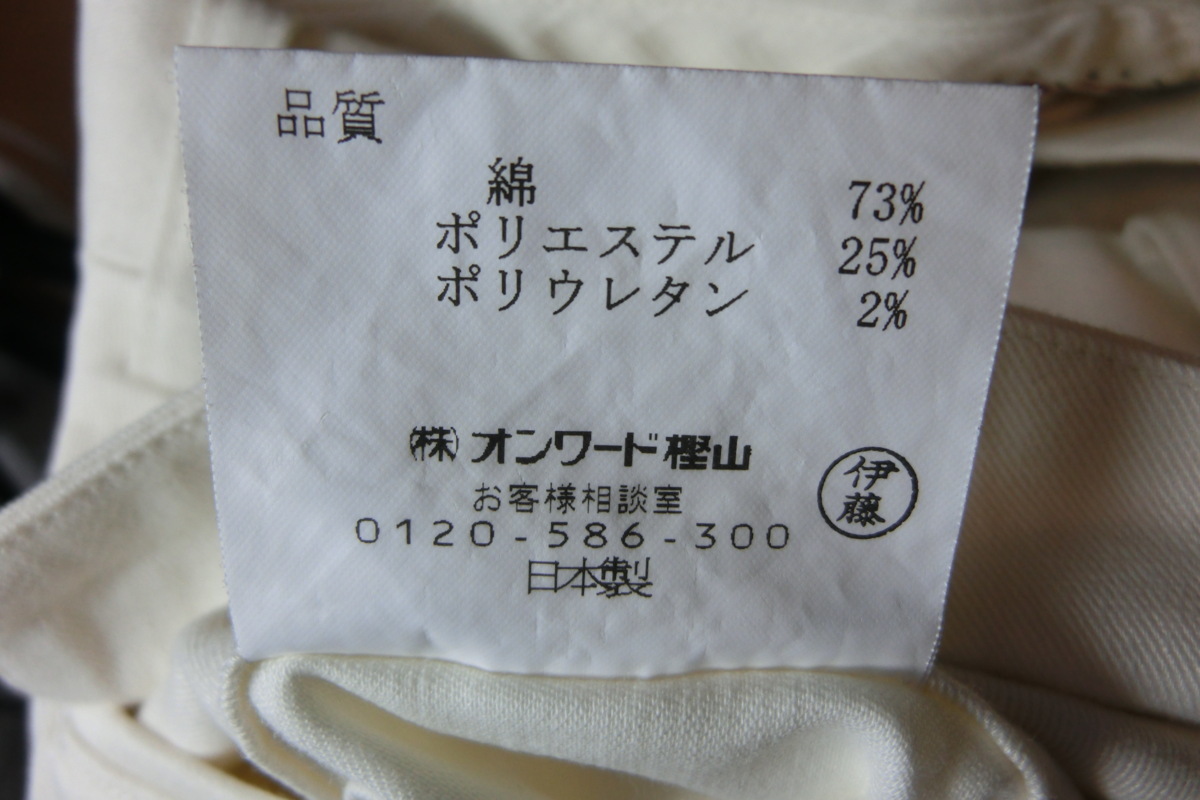 品質
綿 73%
ポリエステル 25%
ポリウレタン 2%
(株)オンワード樫山
お客様相談室
0120-586-300
日本製
伊藤